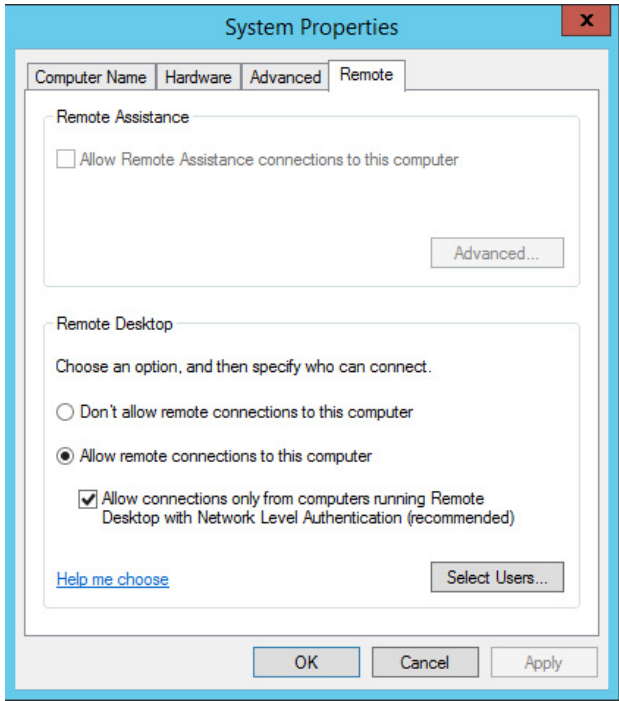 System Properties
x
Computer Name
Hardware
Advanced
Remote
Remote Assistance
Allow Remote Assistance connections to this computer
Advanced...
Remote Desktop
Choose an option, and then specify who can connect.
Don't allow remote connections to this computer
Allow remote connections to this computer
Allow connections only from computers running Remote
Desktop with Network Level Authentication (recommended)
Help me choose
Select Users...
OK
Cancel
Apply